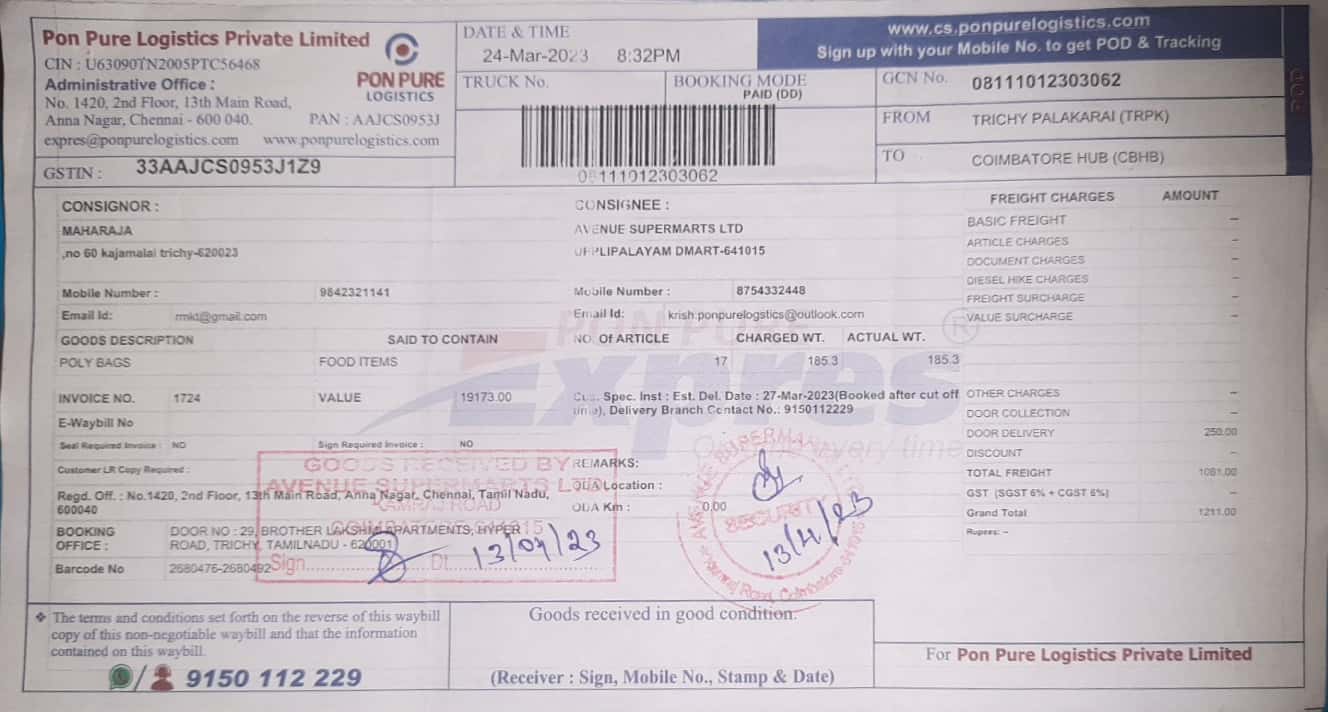 Pon Pure Logistics Private Limited
CIN : U63090TN2005PTC56468
Administrative Office :
No. 1420, 2nd Floor, 13th Main Road,
Anna Nagar, Chennai - 600 040. PAN : AAJCS0953J
expres@ponpurelogistics.com www.ponpurelogistics.com
GSTIN : 33AAJCS0953J1Z9
PON PURE
LOGISTICS
DATE & TIME
24-Mar-2023 8:32PM
TRUCK No.
BOOKING MODE
PAID (DD)
08111012303062
www.cs.ponpurelogistics.com
Sign up with your Mobile No. to get POD & Tracking
GCN No. 08111012303062
FROM TRICHY PALAKARAI (TRPK)
TO COIMBATORE HUB (CBHB)
CONSIGNOR :
MAHARAJA
,no 60 kajamalai trichy-620023
Mobile Number : 9842321141
Email Id: rmkt@gmail.com
CONSIGNEE :
AVENUE SUPERMARTS LTD
UPPLIPALAYAM DMART-641015
Mobile Number : 8754332448
Email Id: krish.ponpurelogistics@outlook.com
GOODS DESCRIPTION SAID TO CONTAIN NO. Of ARTICLE CHARGED WT. ACTUAL WT.
POLY BAGS FOOD ITEMS 17 185.3 185.3
INVOICE NO. 1724 VALUE 19173.00
E-Waybill No
Seal Required Invoice : NO Sign Required Invoice : NO
Customer LR Copy Required :
Regd. Off. : No.1420, 2nd Floor, 13th Main Road, Anna Nagar, Chennai, Tamil Nadu,
600040
BOOKING OFFICE : DOOR NO : 29, BROTHER LAKSHMI APARTMENTS, HYPER
ROAD, TRICHY, TAMILNADU - 620001
Barcode No 2680476-2680492
Spec. Inst : Est. Del. Date : 27-Mar-2023(Booked after cut off
time), Delivery Branch Contact No.: 9150112229
REMARKS:
ODA Location :
ODA Km : 0.00
PON PURE
Expres
GOODS RECEIVED BY
AVENUE SUPERMARTS LTD
KAMRAJ ROAD
Sign............ Dt............
13/04/23
SECURITY
13/4/23
FREIGHT CHARGES AMOUNT
BASIC FREIGHT –
ARTICLE CHARGES –
DOCUMENT CHARGES –
DIESEL HIKE CHARGES –
FREIGHT SURCHARGE –
VALUE SURCHARGE –
OTHER CHARGES –
DOOR COLLECTION –
DOOR DELIVERY 250.00
DISCOUNT –
TOTAL FREIGHT 1081.00
GST (SGST 6% + CGST 6%) –
Grand Total 1211.00
Rupees: –
❖ The terms and conditions set forth on the reverse of this waybill
copy of this non-negotiable waybill and that the information
contained on this waybill.
9150 112 229
Goods received in good condition.
(Receiver : Sign, Mobile No., Stamp & Date)
For Pon Pure Logistics Private Limited